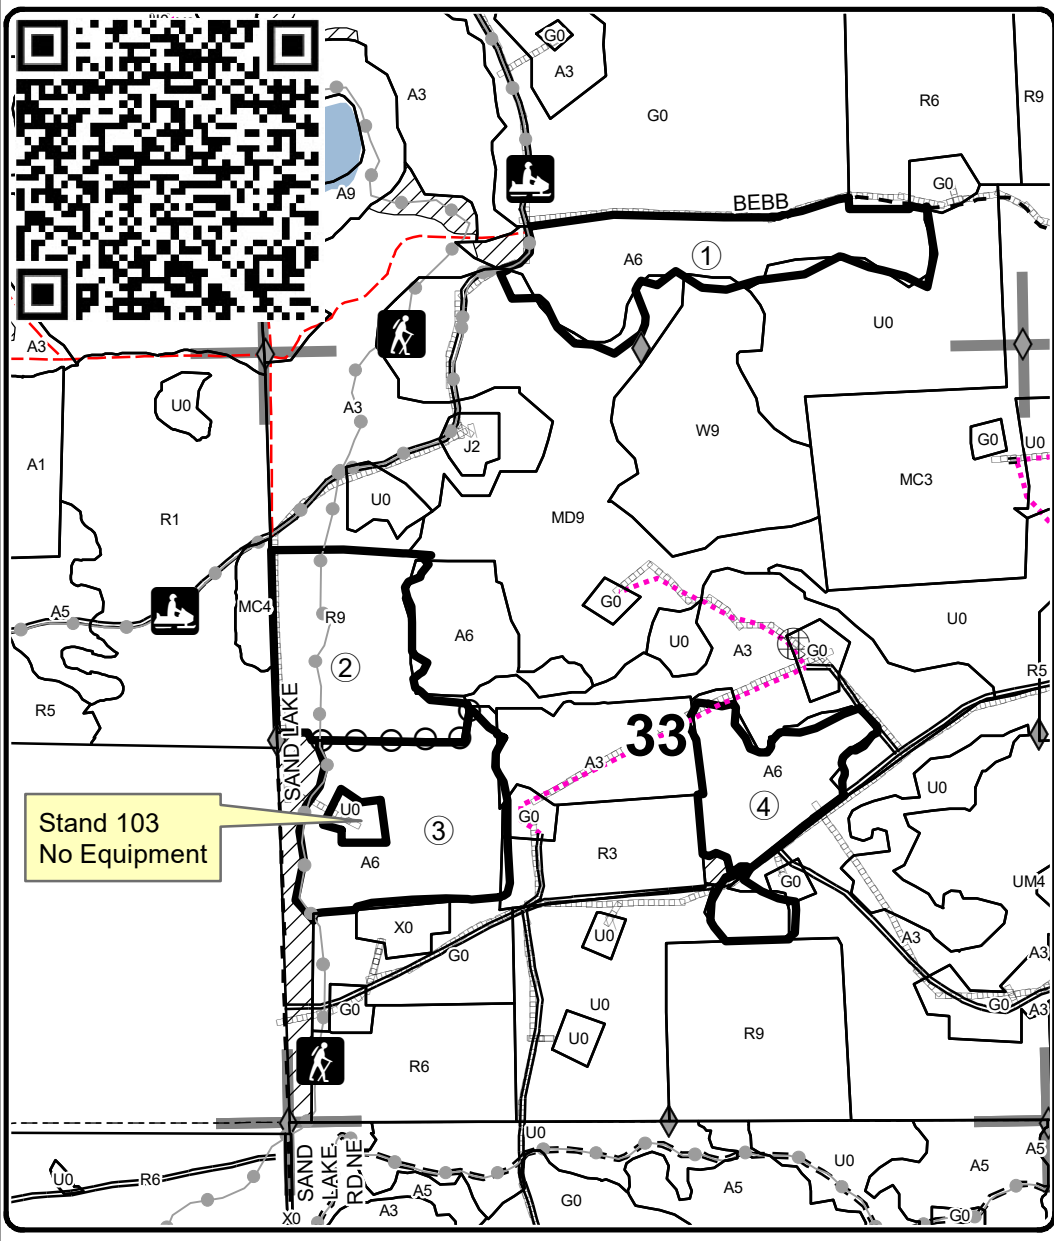 G0
A3
A3
G0
R6
R9
A9
G0
BEBB
A6
1
U0
A3
U0
A3
J2
W9
G0
U0
A1
U0
MC3
R1
MD9
MC4
A5
R9
G0
A6
U0
A3
G0
U0
2
R5
R5
SAND LAKE
33
A3
A6
U0
Stand 103
No Equipment
U0
3
G0
4
A6
R3
G0
UM4
X0
U0
A3
G0
A3
G0
U0
G0
A3
U0
R9
R6
U0
U0
A5
U0
R6
SAND
LAKE
RD NE
A5
A5
A5
A3
G0
G0
X0